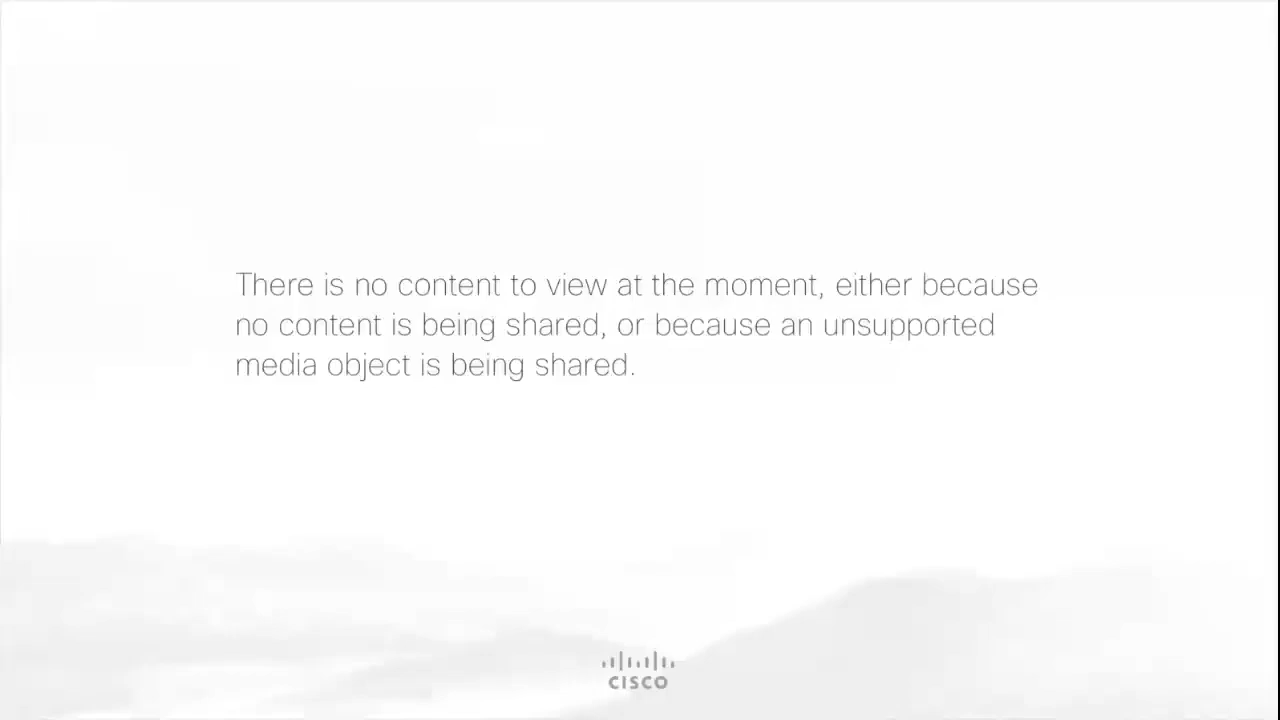 There is no content to view at the moment, either because
no content is being shared, or because an unsupported
media object is being shared.
CISCO